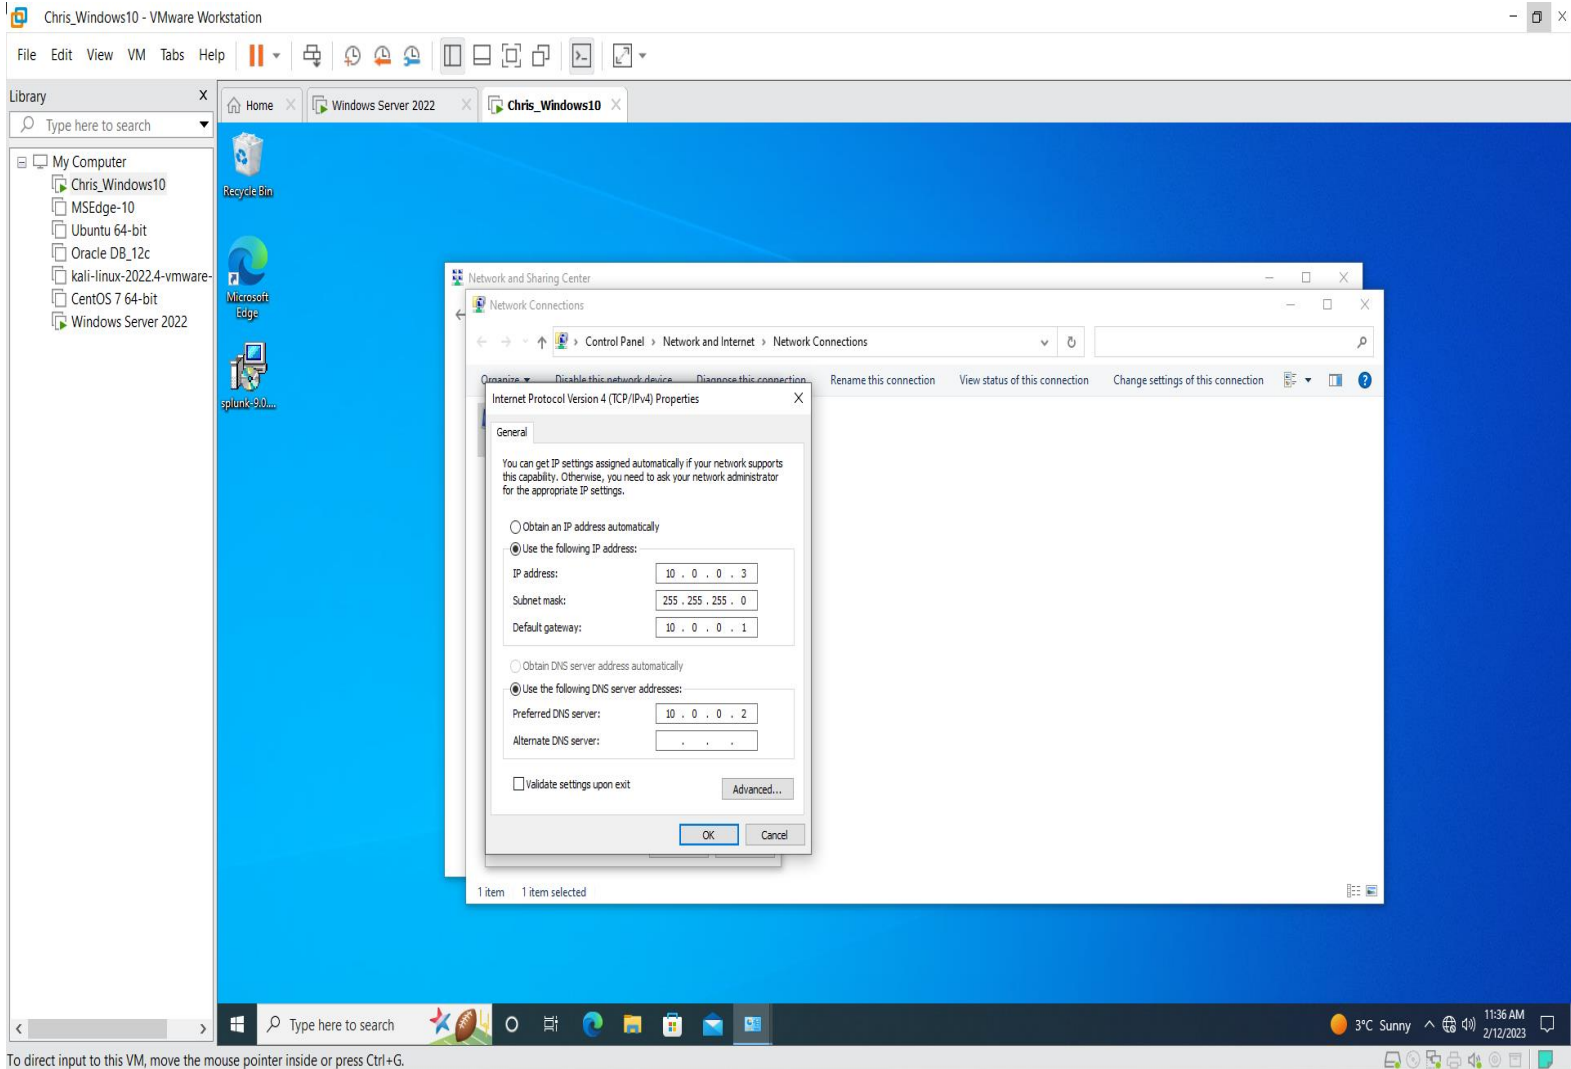 Chris_Windows10 - VMware Workstation
File Edit View VM Tabs Help
Library X
Type here to search
My Computer
Chris_Windows10
MSEdge-10
Ubuntu 64-bit
Oracle DB_12c
kali-linux-2022.4-vmware-
CentOS 7 64-bit
Windows Server 2022
Home
Windows Server 2022
Chris_Windows10
Recycle Bin
Microsoft
Edge
splunk-9.0....
Network and Sharing Center
Network Connections
Control Panel > Network and Internet > Network Connections
Organize Disable this network device Diagnose this connection Rename this connection View status of this connection Change settings of this connection
Internet Protocol Version 4 (TCP/IPv4) Properties X
General
You can get IP settings assigned automatically if your network supports
this capability. Otherwise, you need to ask your network administrator
for the appropriate IP settings.
Obtain an IP address automatically
Use the following IP address:
IP address: 10 . 0 . 0 . 3
Subnet mask: 255 . 255 . 255 . 0
Default gateway: 10 . 0 . 0 . 1
Obtain DNS server address automatically
Use the following DNS server addresses:
Preferred DNS server: 10 . 0 . 0 . 2
Alternate DNS server: . . .
Validate settings upon exit
Advanced...
OK Cancel
1 item 1 item selected
Type here to search
3°C Sunny
11:36 AM
2/12/2023
To direct input to this VM, move the mouse pointer inside or press Ctrl+G.